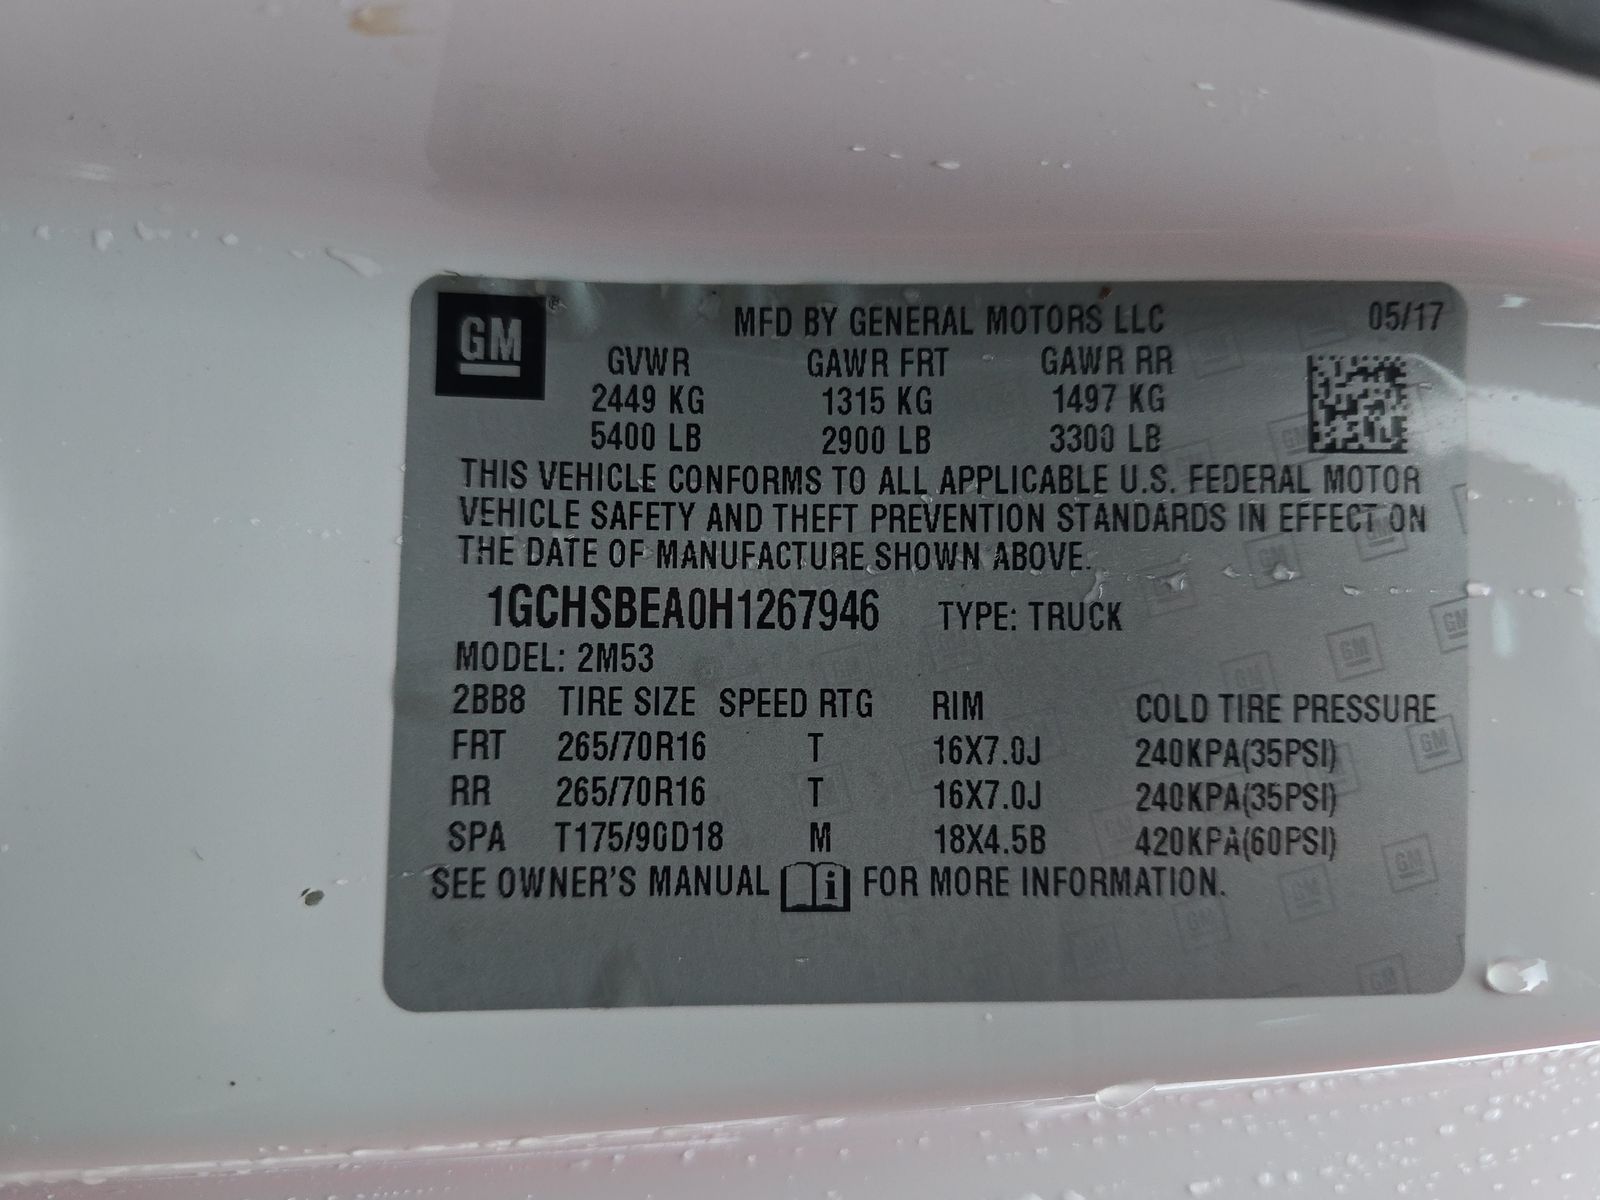 GM®
MFD BY GENERAL MOTORS LLC 05/17
GVWR GAWR FRT GAWR RR
2449 KG 1315 KG 1497 KG
5400 LB 2900 LB 3300 LB
THIS VEHICLE CONFORMS TO ALL APPLICABLE U.S. FEDERAL MOTOR
VEHICLE SAFETY AND THEFT PREVENTION STANDARDS IN EFFECT ON
THE DATE OF MANUFACTURE SHOWN ABOVE.
1GCHSBEA0H1267946 TYPE: TRUCK
MODEL: 2M53
2BB8 TIRE SIZE SPEED RTG RIM COLD TIRE PRESSURE
FRT 265/70R16 T 16X7.0J 240KPA(35PSI)
RR 265/70R16 T 16X7.0J 240KPA(35PSI)
SPA T175/90D18 M 18X4.5B 420KPA(60PSI)
SEE OWNER'S MANUAL i FOR MORE INFORMATION.